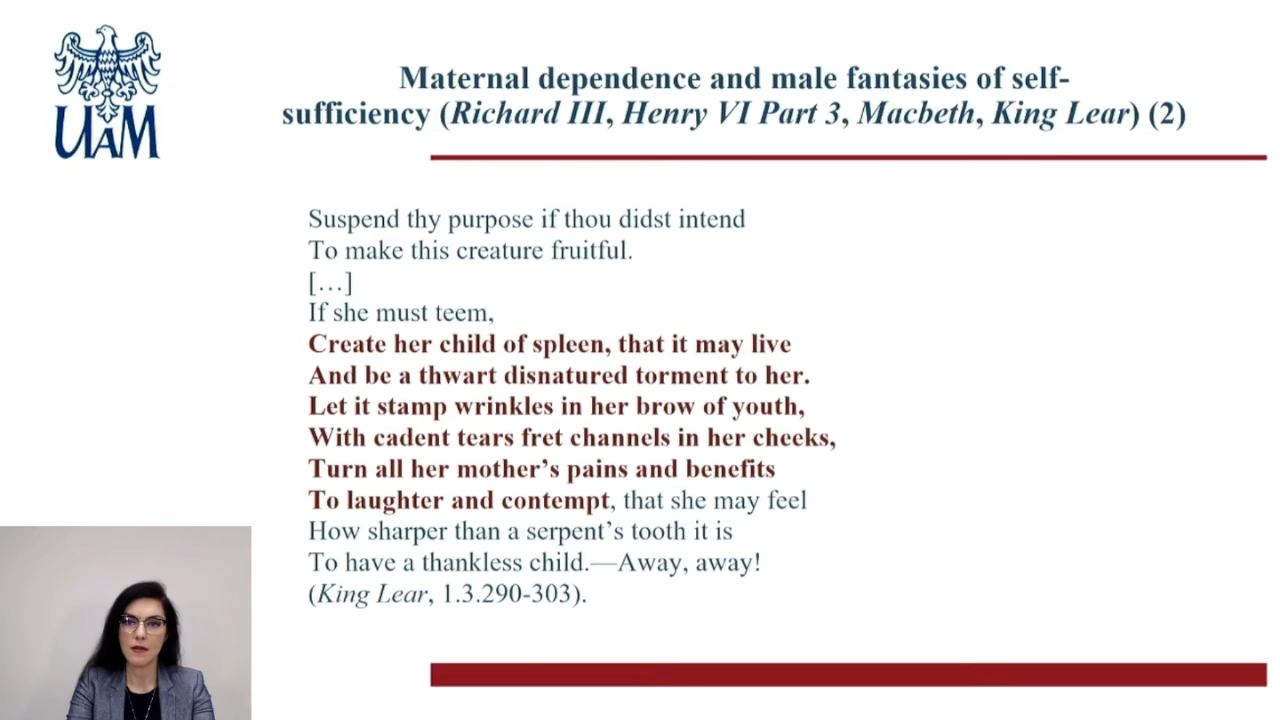 UAM
Maternal dependence and male fantasies of self-
sufficiency (Richard III, Henry VI Part 3, Macbeth, King Lear) (2)
Suspend thy purpose if thou didst intend
To make this creature fruitful.
[…]
If she must teem,
Create her child of spleen, that it may live
And be a thwart disnatured torment to her.
Let it stamp wrinkles in her brow of youth,
With cadent tears fret channels in her cheeks,
Turn all her mother’s pains and benefits
To laughter and contempt, that she may feel
How sharper than a serpent’s tooth it is
To have a thankless child.—Away, away!
(King Lear, 1.3.290-303).